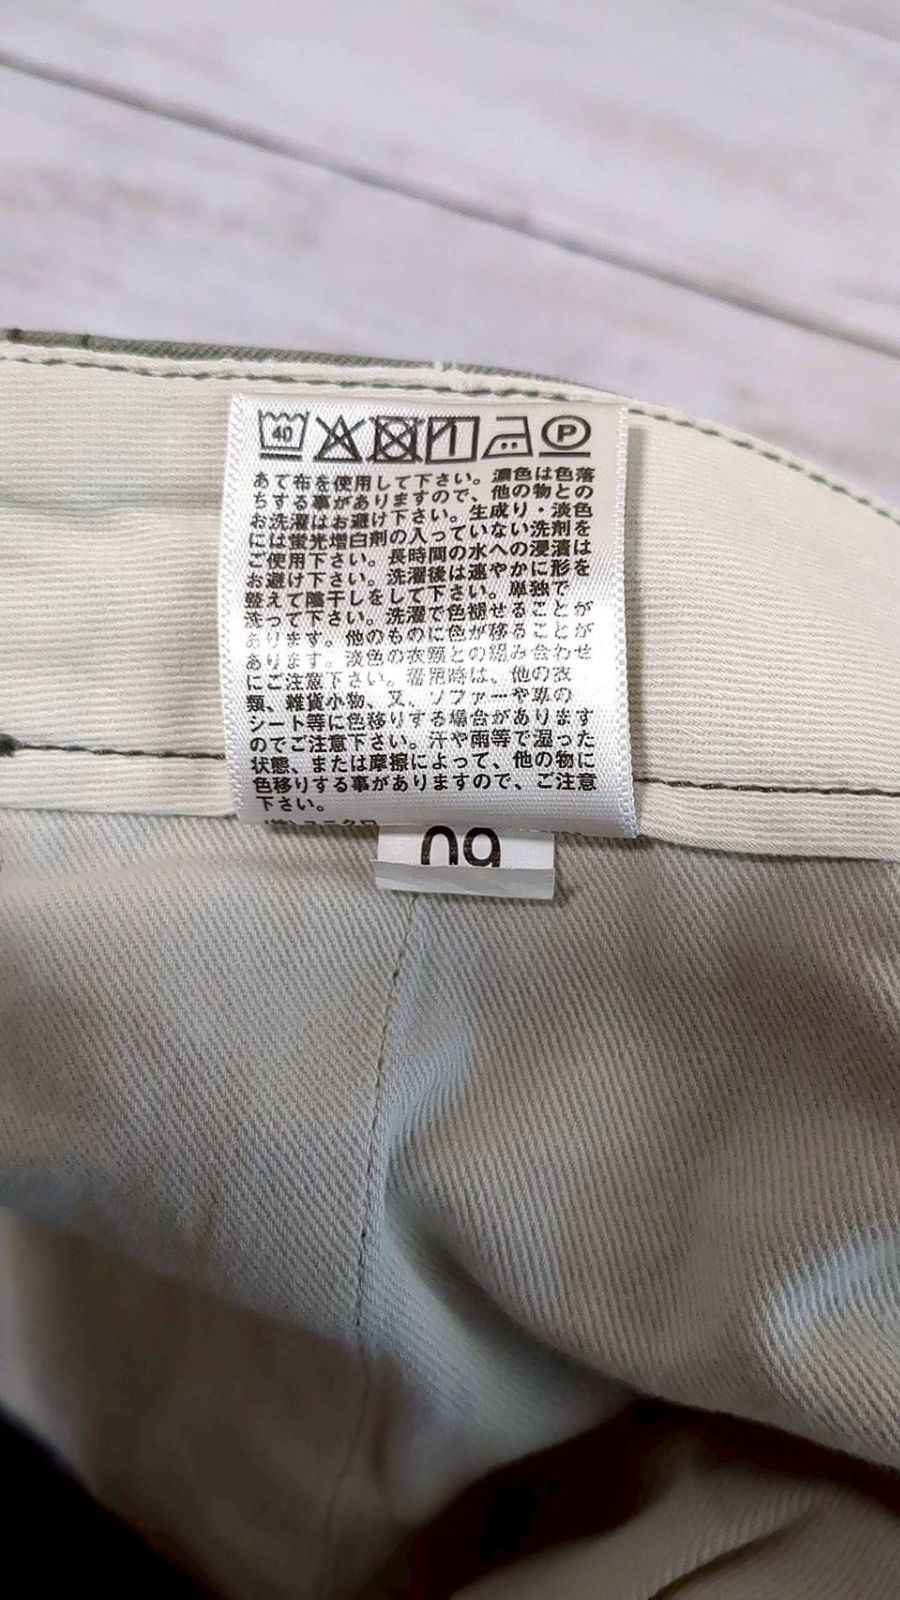 40 P
あて布を使用して下さい。濃色は色落
ちする事がありますので、他の物との
お洗濯はお避け下さい。生成り・淡色
には蛍光増白剤の入っていない洗剤を
ご使用下さい。長時間の水への浸漬は
お避け下さい。洗濯後は速やかに形を
整えて陰干しをして下さい。単独で
洗って下さい。洗濯で色褪せることが
あります。他のものに色が移ることが
あります。淡色の衣類との組み合わせ
にご注意下さい。着用時は、他の衣
類、雑貨小物、又、ソファーや車の
シート等に色移りする場合があります
のでご注意下さい。汗や雨等で湿った
状態、または摩擦によって、他の物に
色移りする事がありますので、ご注意
下さい。
(株)ユニクロ
09